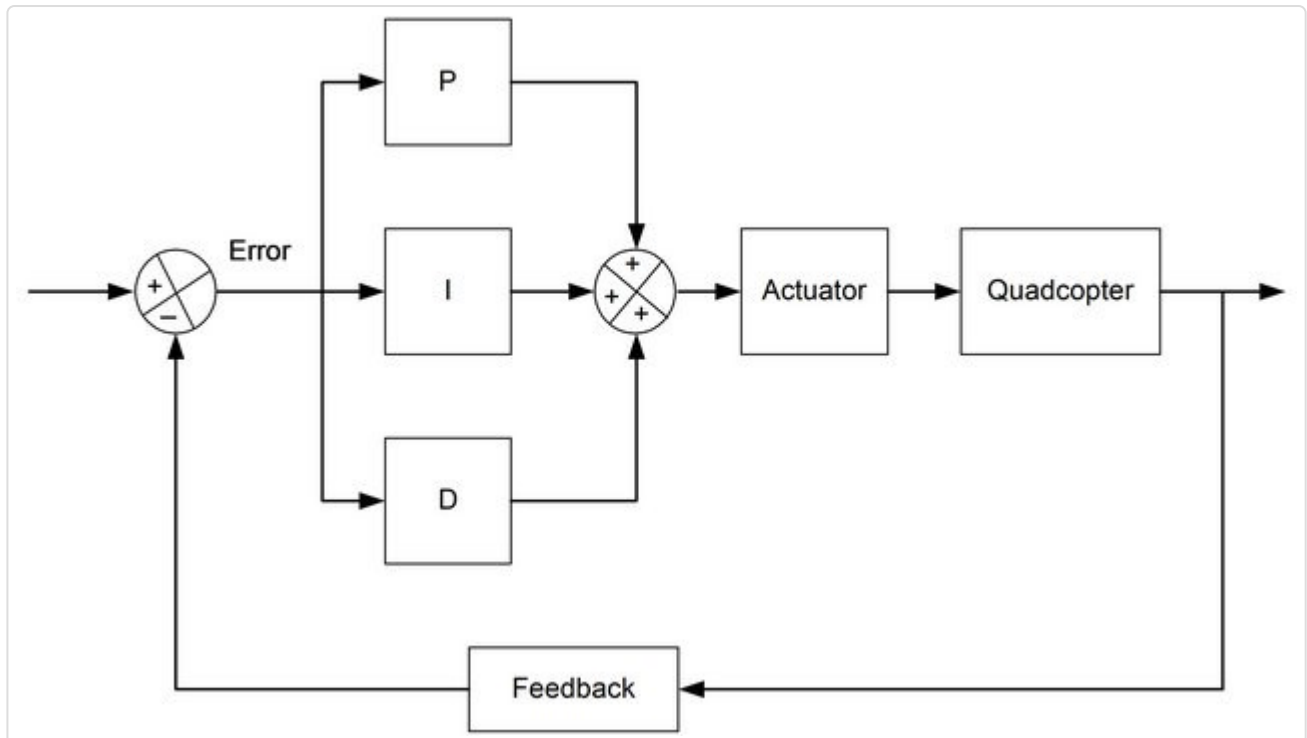 P
Error
+
−
I
+
+
+
Actuator
Quadcopter
D
Feedback